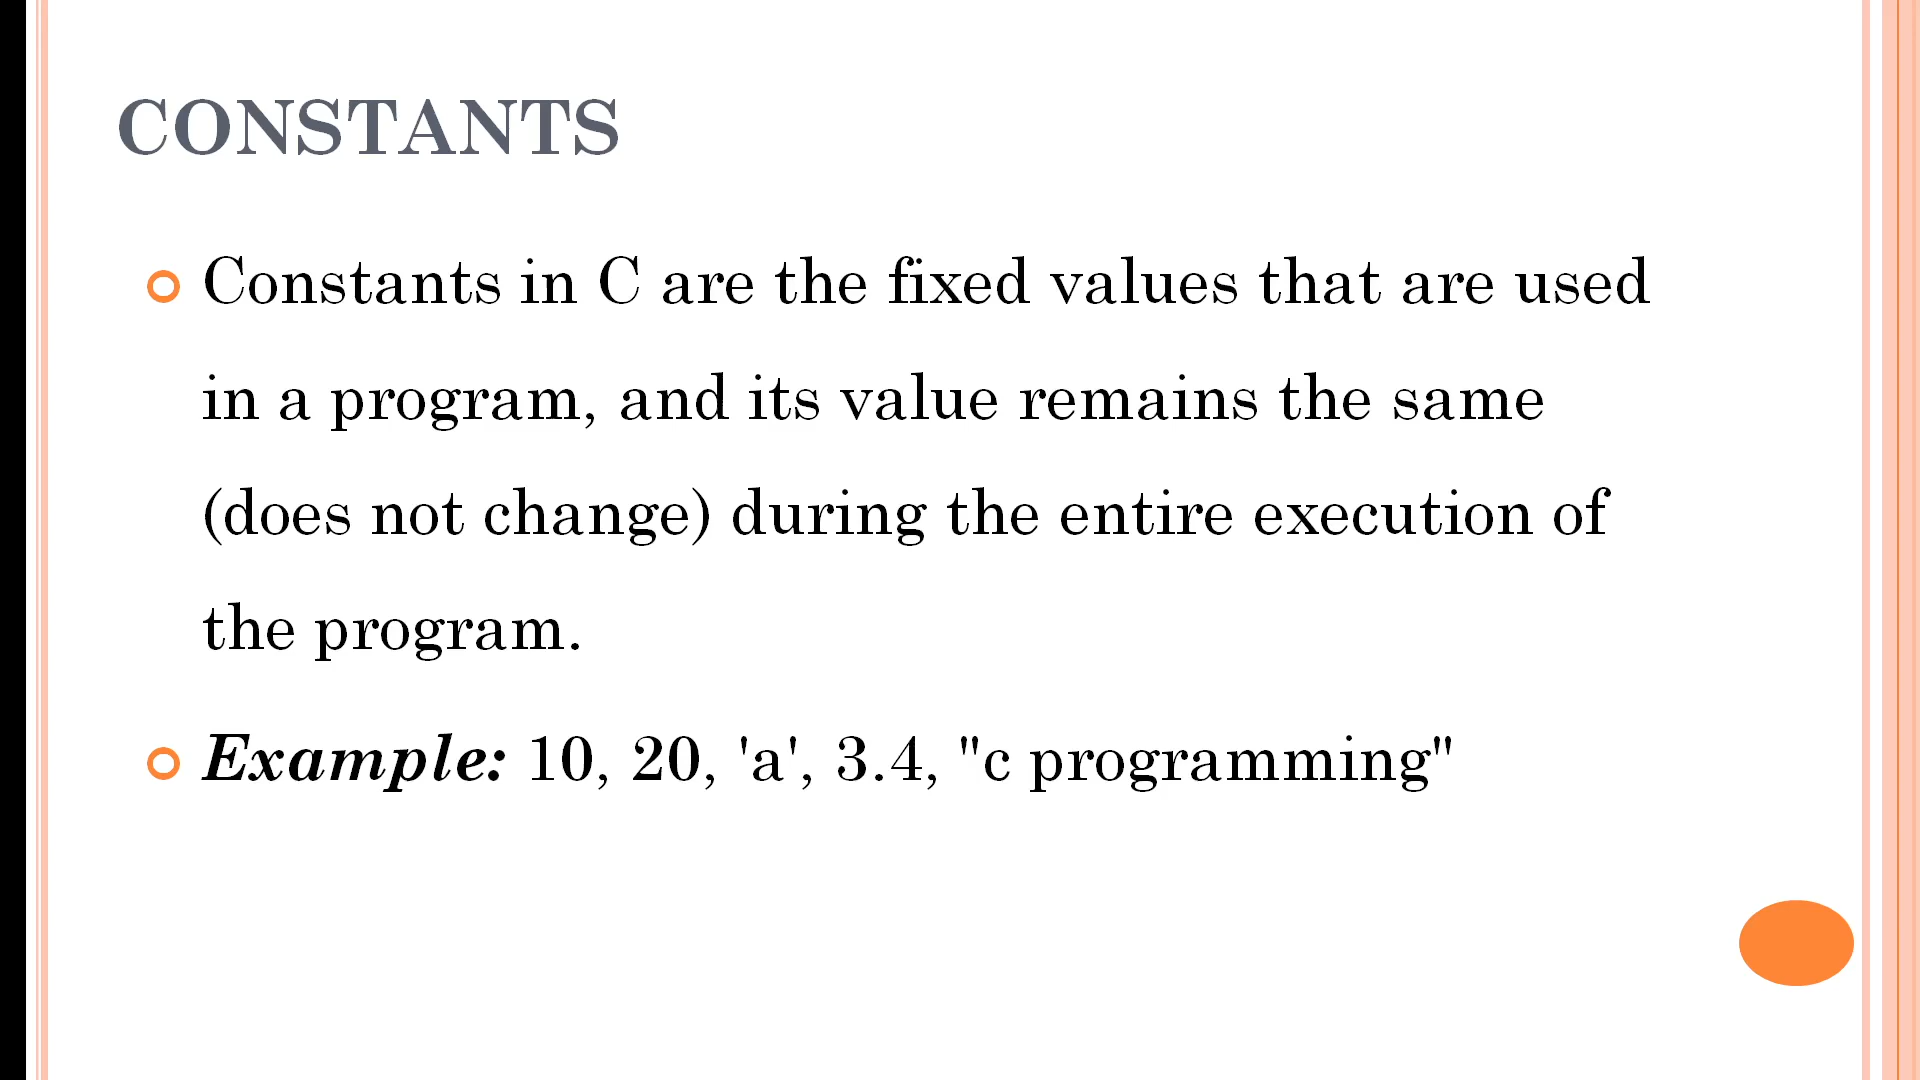 CONSTANTS
Constants in C are the fixed values that are used
in a program, and its value remains the same
(does not change) during the entire execution of
the program.
Example: 10, 20, 'a', 3.4, "c programming"